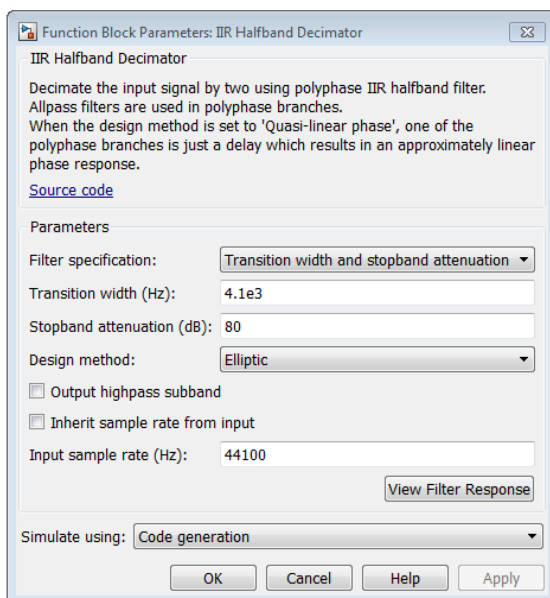 Function Block Parameters: IIR Halfband Decimator
IIR Halfband Decimator
Decimate the input signal by two using polyphase IIR halfband filter.
Allpass filters are used in polyphase branches.
When the design method is set to 'Quasi-linear phase', one of the
polyphase branches is just a delay which results in an approximately linear
phase response.
Source code
Parameters
Filter specification: Transition width and stopband attenuation
Transition width (Hz): 4.1e3
Stopband attenuation (dB): 80
Design method: Elliptic
Output highpass subband
Inherit sample rate from input
Input sample rate (Hz): 44100
View Filter Response
Simulate using: Code generation
OK Cancel Help Apply